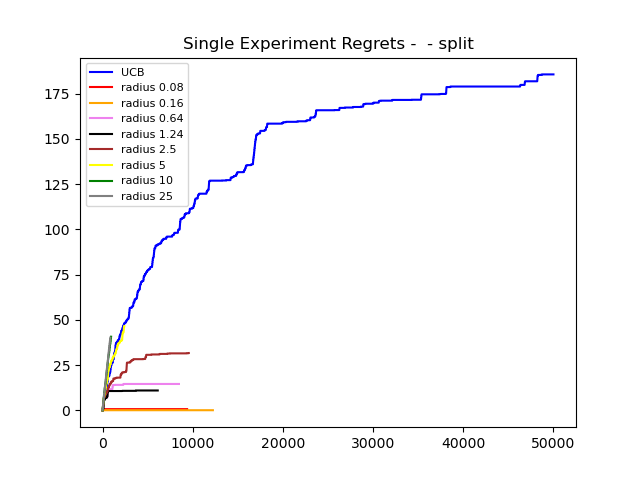 Single Experiment Regrets -  - split
UCB
radius 0.08
radius 0.16
radius 0.64
radius 1.24
radius 2.5
radius 5
radius 10
radius 25
175
150
125
100
75
50
25
0
0 10000 20000 30000 40000 50000